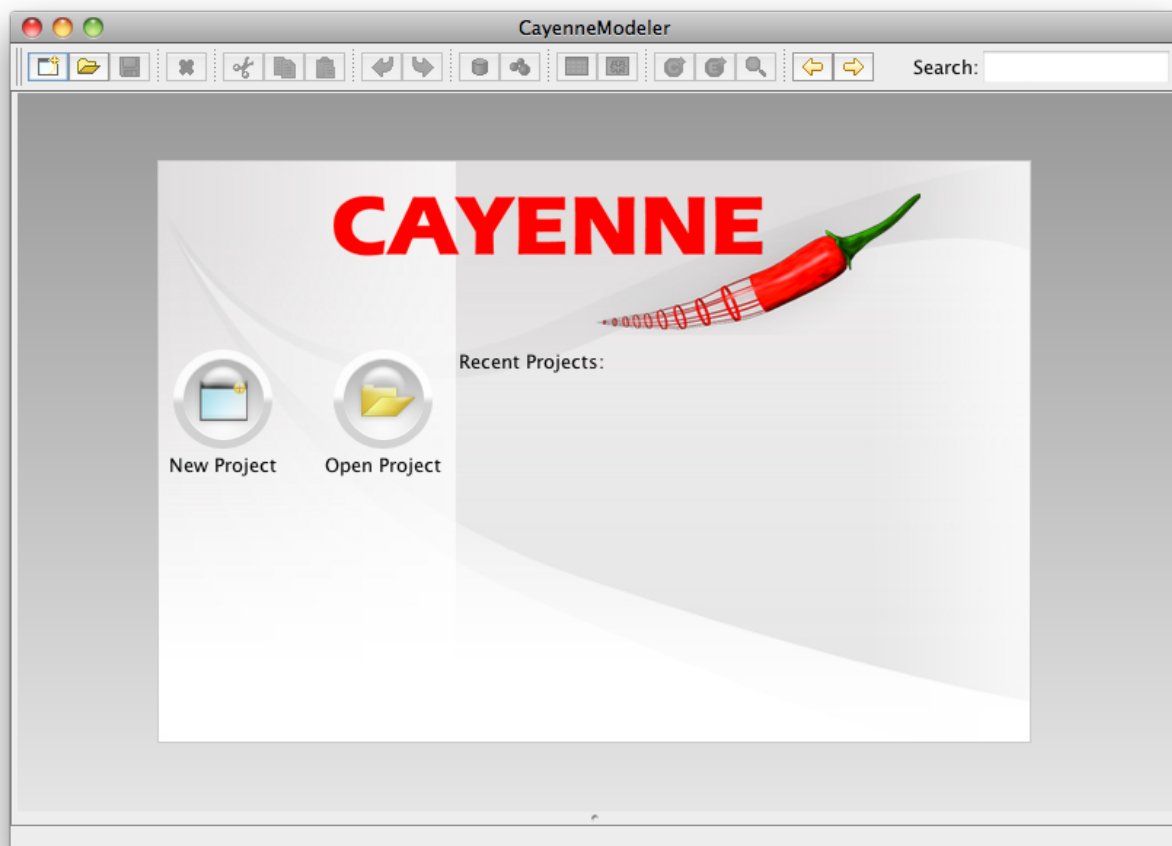 CayenneModeler
Search:
CAYENNE
Recent Projects:
New Project
Open Project